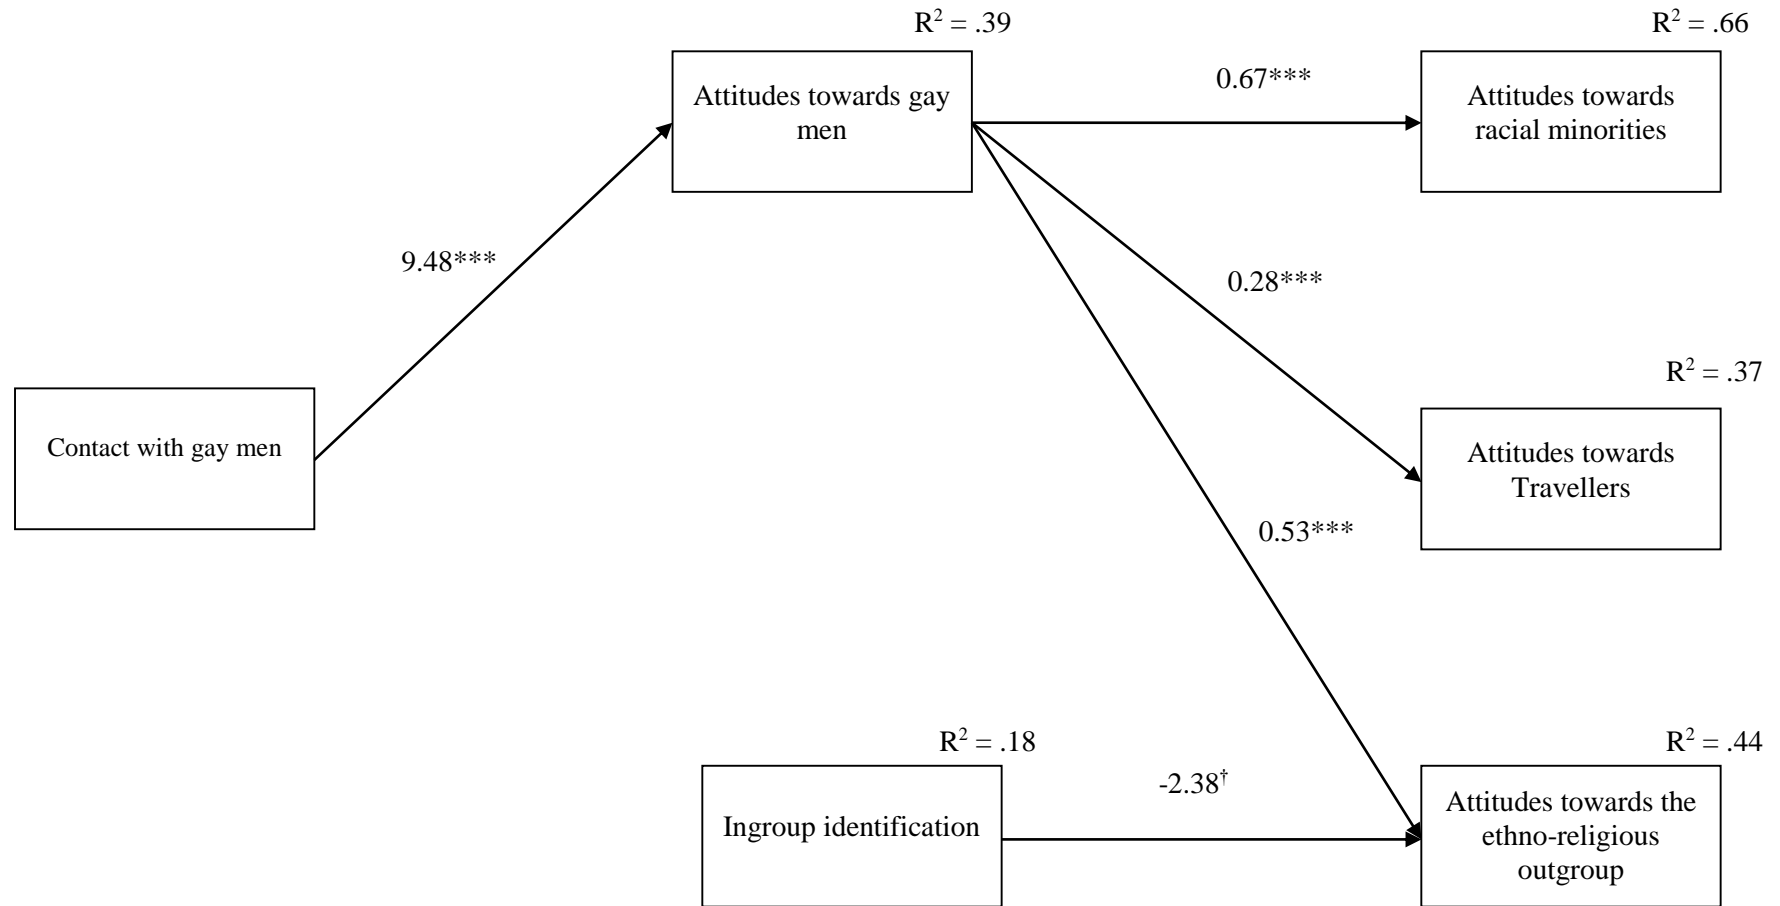 R² = .39
R² = .66
Attitudes towards gay
men
0.67***
Attitudes towards
racial minorities
9.48***
0.28***
R² = .37
Contact with gay men
Attitudes towards
Travellers
0.53***
R² = .18
R² = .44
Ingroup identification
-2.38†
Attitudes towards the
ethno-religious
outgroup